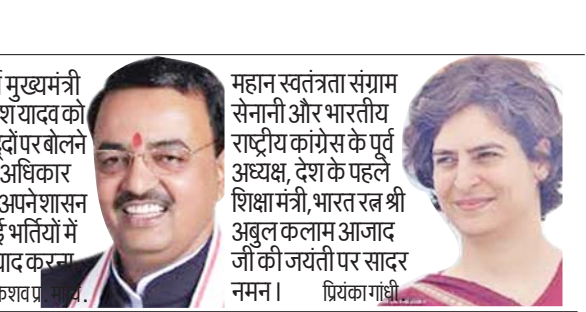 मुख्यमंत्री
यादव को
पर बोलने
अधिकार
अपने शासन
भर्तियों में
याद करना
महान स्वतंत्रता संग्राम
सेनानी और भारतीय
राष्ट्रीय कांग्रेस के पूर्व
अध्यक्ष, देश के पहले
शिक्षा मंत्री, भारत रत्न श्री
अबुल कलाम आजाद
जी की जयंती पर सादर
नमन। प्रियंका गांधी.